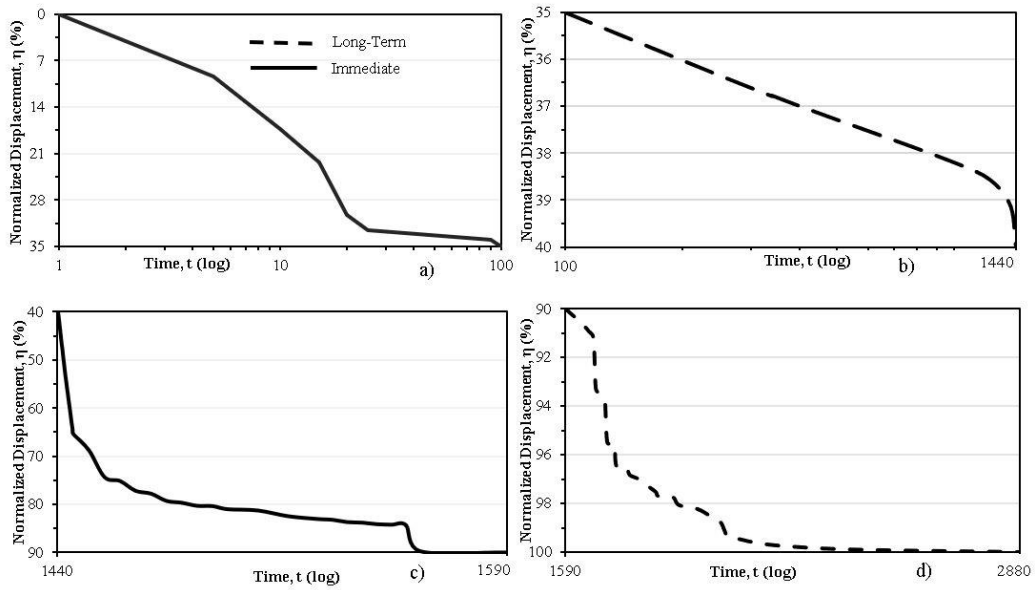 Normalized Displacement, η (%)
0
7
14
21
28
35
Long-Term
Immediate
1
10
100
Time, t (log)
a)
Normalized Displacement, η (%)
35
36
37
38
39
40
100
1440
Time, t (log)
b)
Normalized Displacement, η (%)
40
50
60
70
80
90
1440
1590
Time, t (log)
c)
Normalized Displacement, η (%)
90
92
94
96
98
100
1590
2880
Time, t (log)
d)